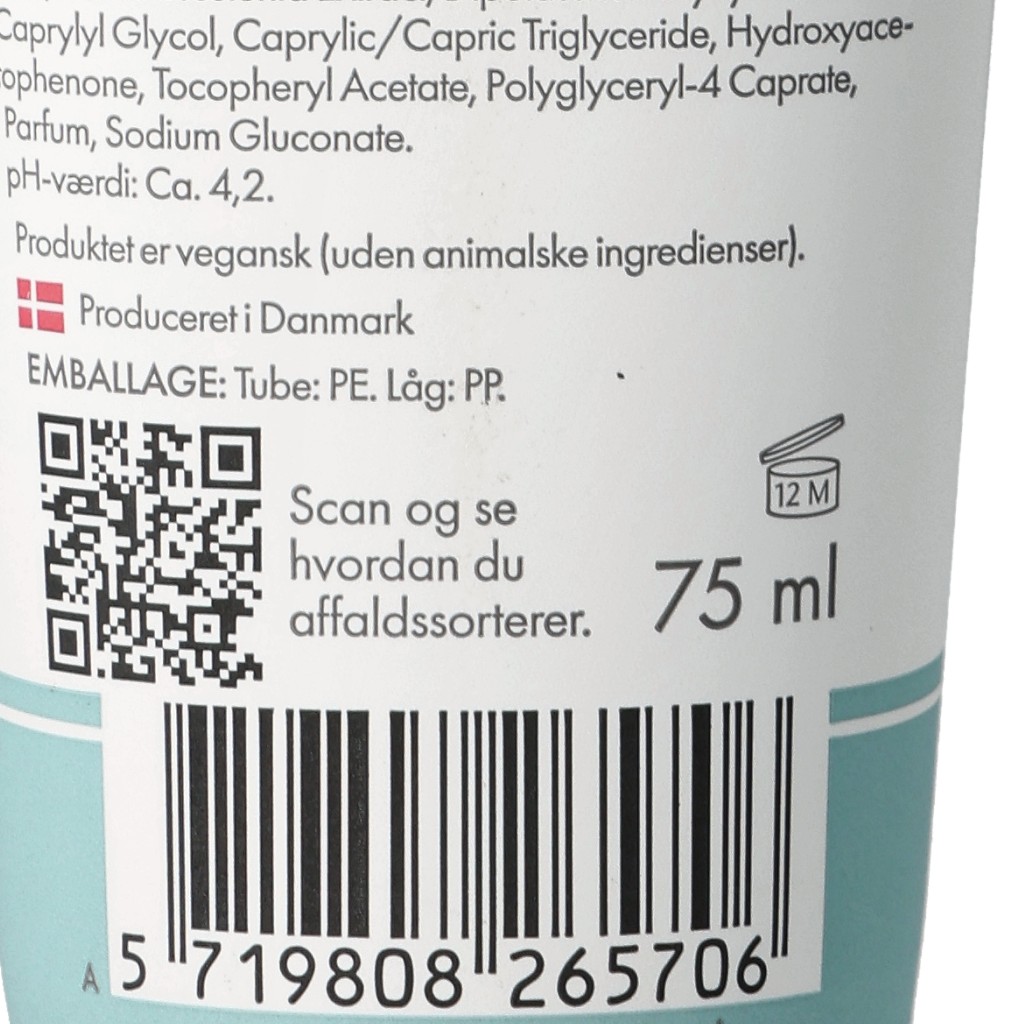 Caprylyl Glycol, Caprylic/Capric Triglyceride, Hydroxyace-
ophenone, Tocopheryl Acetate, Polyglyceryl-4 Caprate,
Parfum, Sodium Gluconate.
pH-værdi: Ca. 4,2.
Produktet er vegansk (uden animalske ingredienser).
Produceret i Danmark
EMBALLAGE: Tube: PE. Låg: PP.
Scan og se
hvordan du
affaldssorterer.
12 M
75 ml
A 5 719808 265706